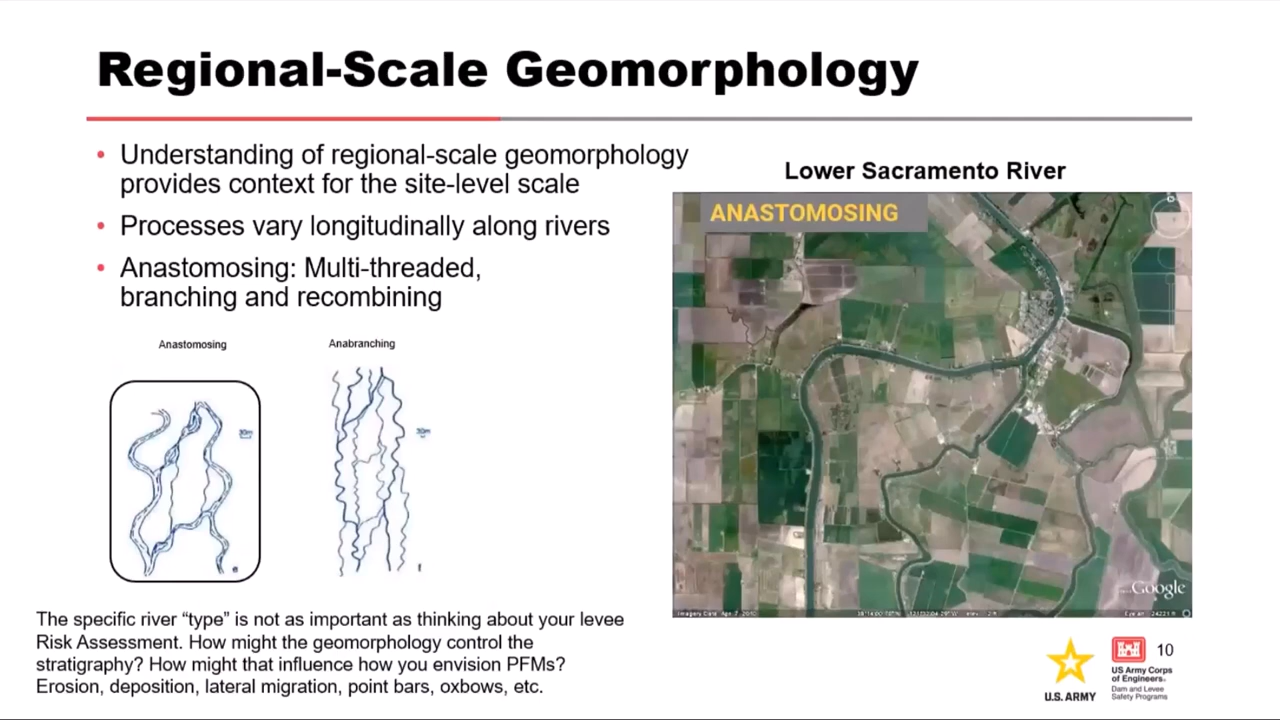 Regional-Scale Geomorphology
• Understanding of regional-scale geomorphology
provides context for the site-level scale
• Processes vary longitudinally along rivers
• Anastomosing: Multi-threaded,
branching and recombining
Anastomosing
Anabranching
Lower Sacramento River
ANASTOMOSING
Google
The specific river “type” is not as important as thinking about your levee
Risk Assessment. How might the geomorphology control the
stratigraphy? How might that influence how you envision PFMs?
Erosion, deposition, lateral migration, point bars, oxbows, etc.
U.S. ARMY
US Army Corps
of Engineers®
Dam and Levee
Safety Programs
10